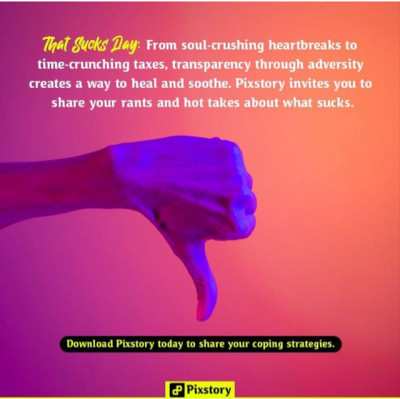 That Sucks Day: From soul-crushing heartbreaks to
time-crunching taxes, transparency through adversity
creates a way to heal and soothe. Pixstory invites you to
share your rants and hot takes about what sucks.
Download Pixstory today to share your coping strategies.
Pixstory